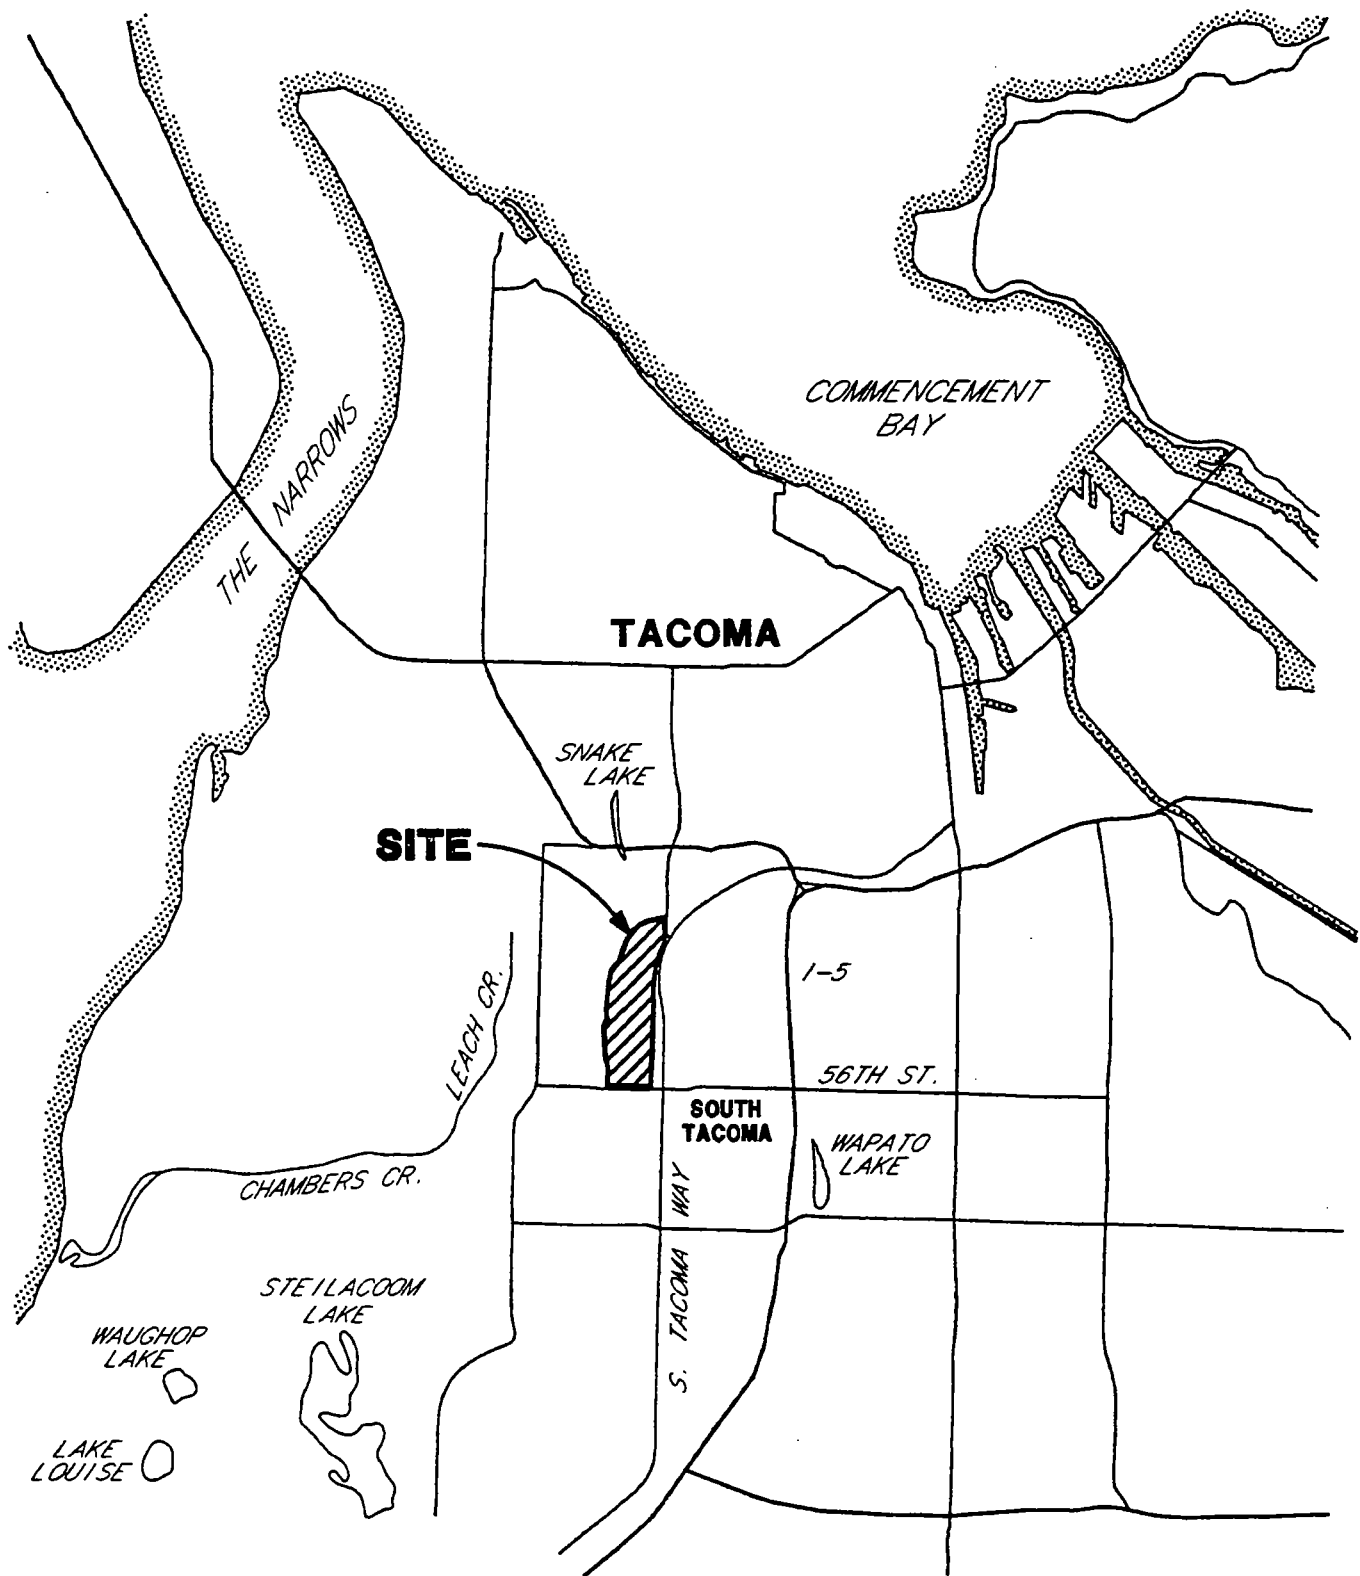 COMMENCEMENT
BAY
THE NARROWS
TACOMA
SNAKE
LAKE
SITE
I-5
LEACH CR.
56TH ST.
SOUTH
TACOMA
WAPATO
LAKE
CHAMBERS CR.
S. TACOMA WAY
STEILACOOM
LAKE
WAUGHOP
LAKE
LAKE
LOUISE